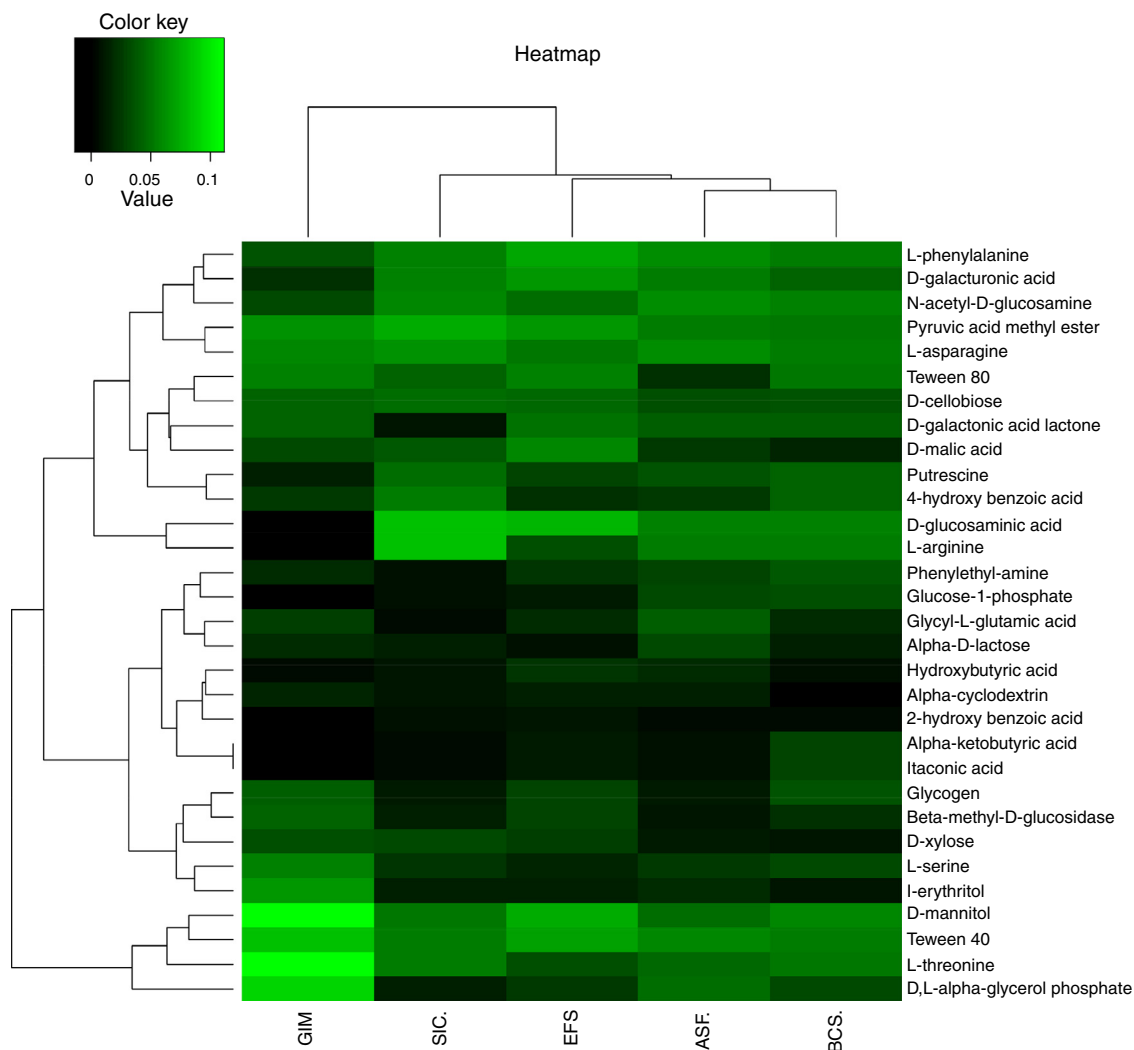 Color key
0 0.05 0.1
Value
Heatmap
L-phenylalanine
D-galacturonic acid
N-acetyl-D-glucosamine
Pyruvic acid methyl ester
L-asparagine
Teween 80
D-cellobiose
D-galactonic acid lactone
D-malic acid
Putrescine
4-hydroxy benzoic acid
D-glucosaminic acid
L-arginine
Phenylethyl-amine
Glucose-1-phosphate
Glycyl-L-glutamic acid
Alpha-D-lactose
Hydroxybutyric acid
Alpha-cyclodextrin
2-hydroxy benzoic acid
Alpha-ketobutyric acid
Itaconic acid
Glycogen
Beta-methyl-D-glucosidase
D-xylose
L-serine
I-erythritol
D-mannitol
Teween 40
L-threonine
D,L-alpha-glycerol phosphate
GIM
SIC.
EFS
ASF.
BCS.